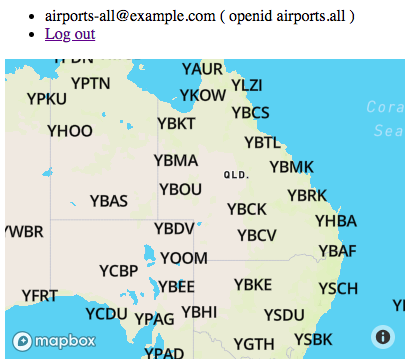 airports-all@example.com ( openid airports.all )
Log out
YPDN
YAUR
YPTN
YLZI
YPKU
YKOW
YBCS
Coral
YHOO
YBKT
Sea
YBTL
YBMA
YBMK
QLD.
YBOU
YBRK
YBAS
YBCK
YHBA
YWBR
YBDV
YBCV
YBAF
YOOM
YCBP
YBEE
YBKE
YSCH
YFRT
YCDU
YPAG
YBHI
YSDU
mapbox
YGTH
YSBK
YPAD